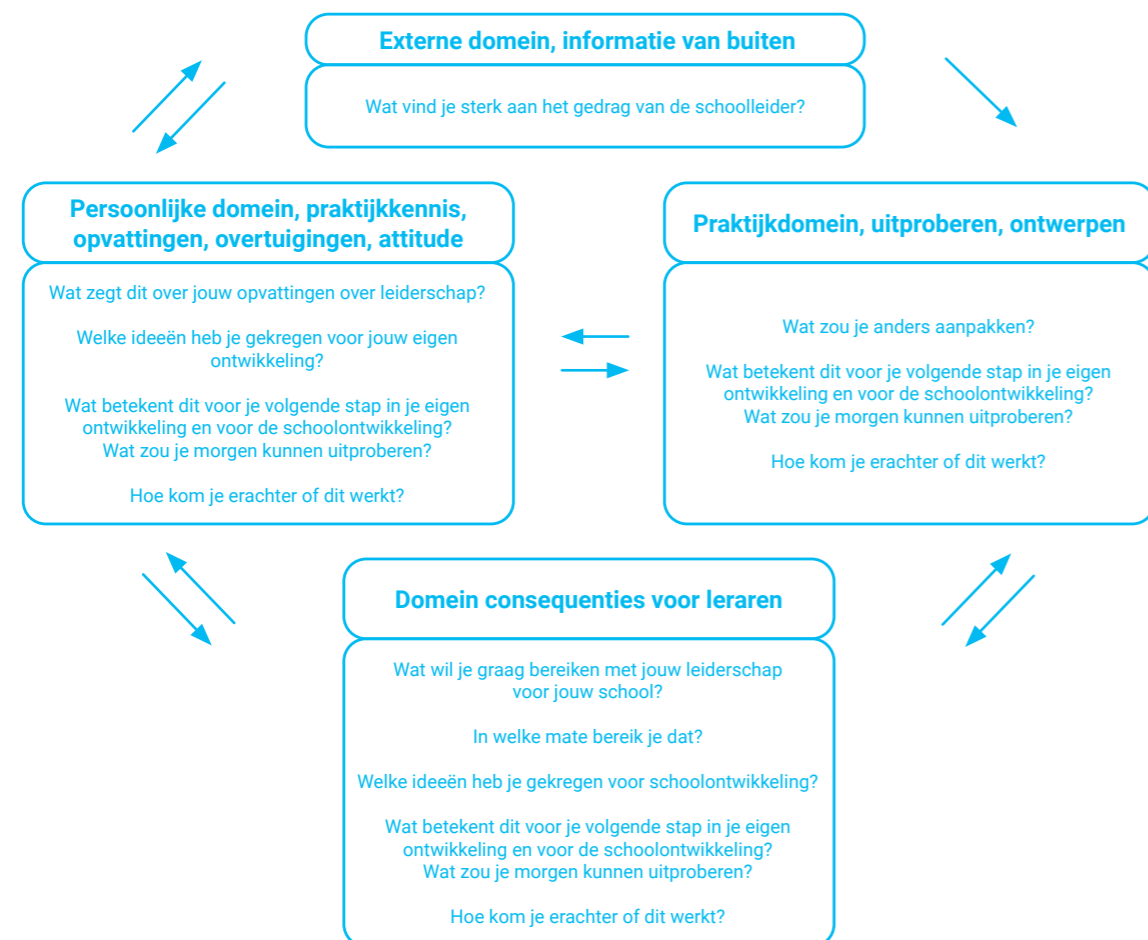 Externe domein, informatie van buiten
Wat vind je sterk aan het gedrag van de schoolleider?
Persoonlijke domein, praktijkkennis,
opvattingen, overtuigingen, attitude
Wat zegt dit over jouw opvattingen over leiderschap?
Welke ideeën heb je gekregen voor jouw eigen
ontwikkeling?
Wat betekent dit voor je volgende stap in je eigen
ontwikkeling en voor de schoolontwikkeling?
Wat zou je morgen kunnen uitproberen?
Hoe kom je erachter of dit werkt?
Praktijkdomein, uitproberen, ontwerpen
Wat zou je anders aanpakken?
Wat betekent dit voor je volgende stap in je eigen
ontwikkeling en voor de schoolontwikkeling?
Wat zou je morgen kunnen uitproberen?
Hoe kom je erachter of dit werkt?
Domein consequenties voor leraren
Wat wil je graag bereiken met jouw leiderschap
voor jouw school?
In welke mate bereik je dat?
Welke ideeën heb je gekregen voor schoolontwikkeling?
Wat betekent dit voor je volgende stap in je eigen
ontwikkeling en voor de schoolontwikkeling?
Wat zou je morgen kunnen uitproberen?
Hoe kom je erachter of dit werkt?